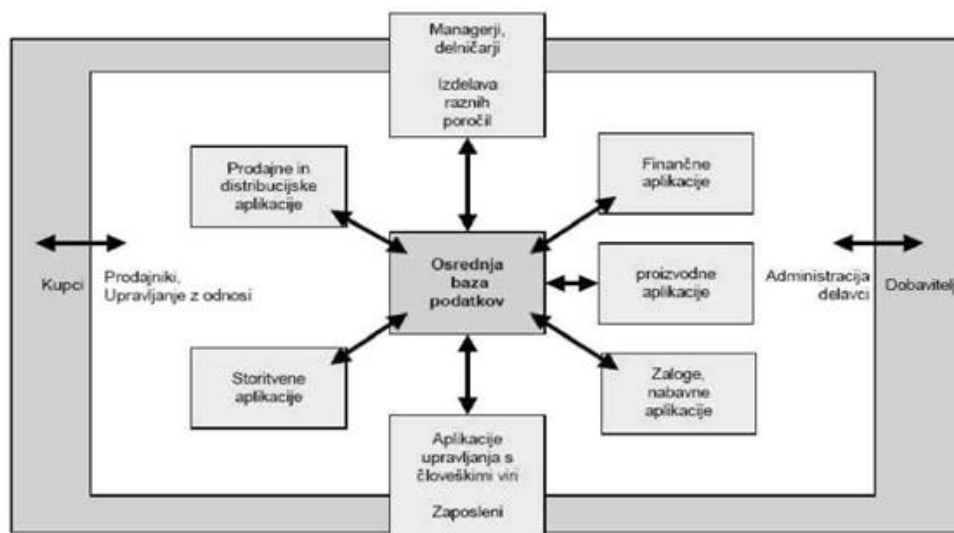 Managerji,
delničarji
Izdelava
raznih
poročil
Prodajne in
distribucijske
aplikacije
Finančne
aplikacije
Osrednja
baza
podatkov
proizvodne
aplikacije
Kupci
Prodajniki,
Upravljanje z odnosi
Administracija
delavci
Dobavitelj
Storitvene
aplikacije
Zaloge,
nabavne
aplikacije
Aplikacije
upravljanja s
človeškimi viri
Zaposleni